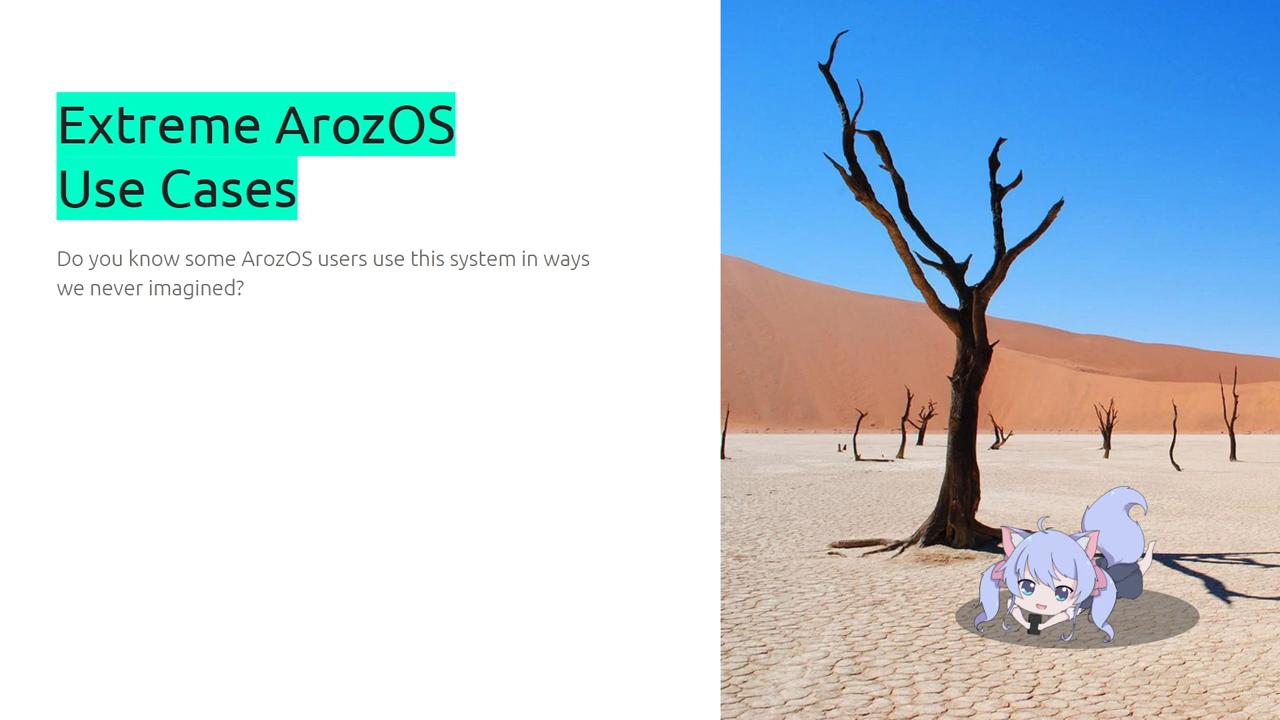 Extreme ArozOS
Use Cases
Do you know some ArozOS users use this system in ways
we never imagined?